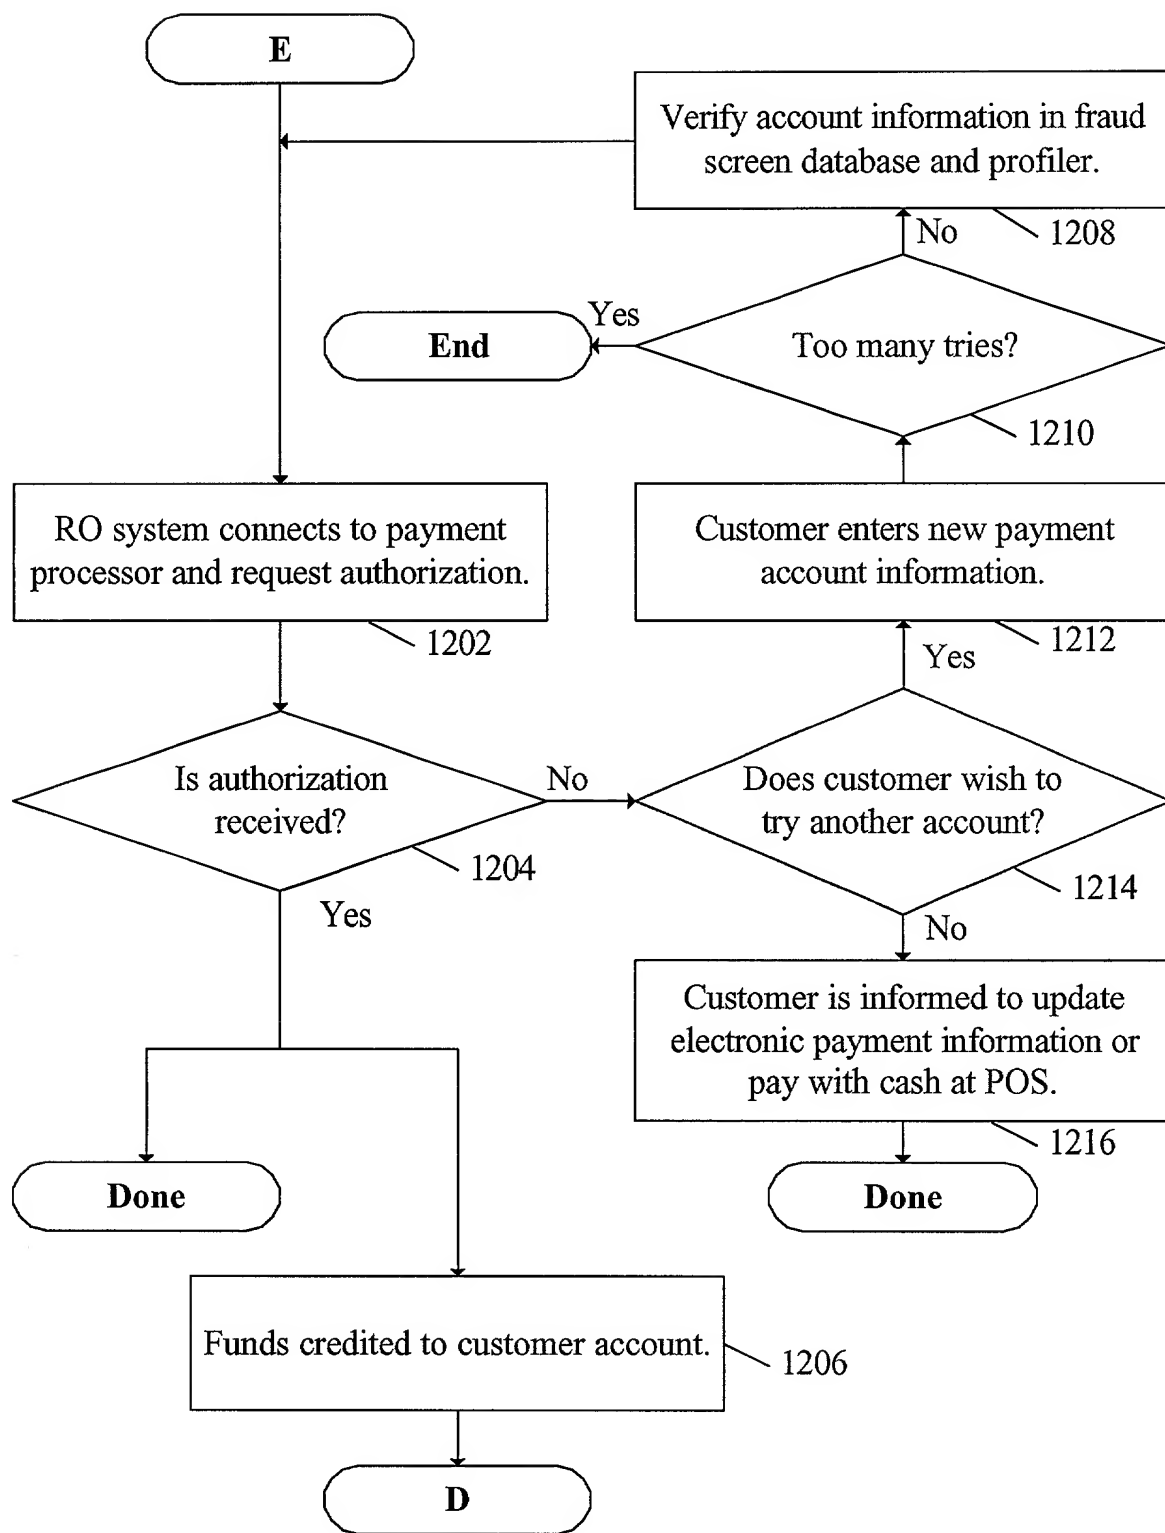 E
Verify account information in fraud
screen database and profiler.
1208
No
Yes
End
Too many tries?
1210
RO system connects to payment
processor and request authorization.
1202
Customer enters new payment
account information.
1212
Yes
Is authorization
received?
No
1204
Yes
Does customer wish to
try another account?
1214
No
Customer is informed to update
electronic payment information or
pay with cash at POS.
1216
Done
Done
Funds credited to customer account.
1206
D